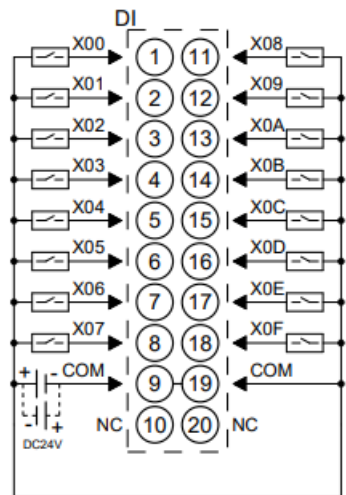 DI
X00 1 11 X08
X01 2 12 X09
X02 3 13 X0A
X03 4 14 X0B
X04 5 15 X0C
X05 6 16 X0D
X06 7 17 X0E
X07 8 18 X0F
+ - COM 9 19 COM
- +
NC 10 20 NC
DC24V